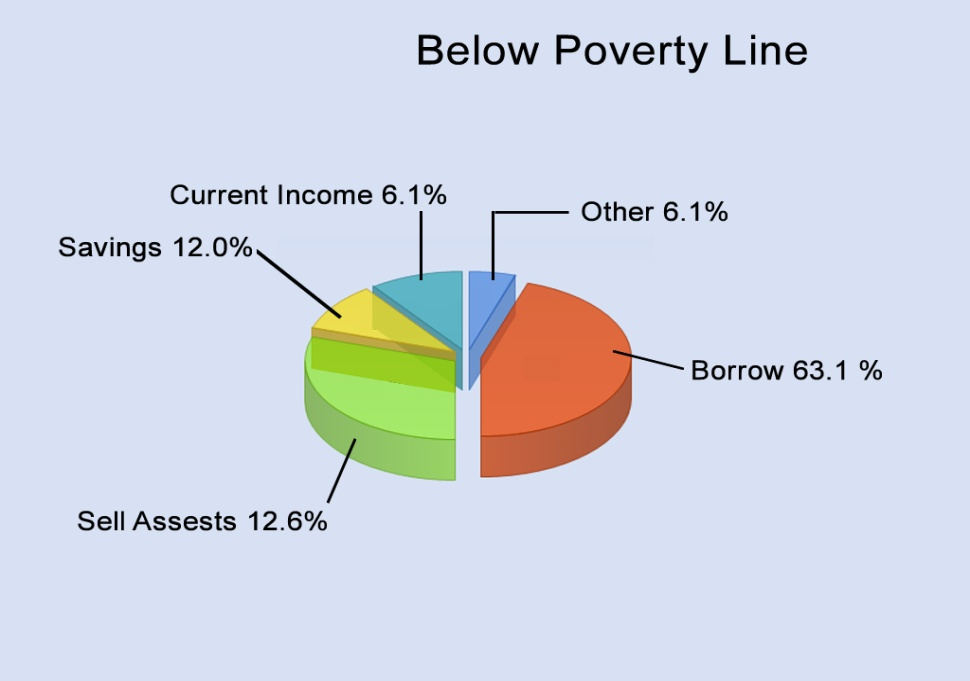 Below Poverty Line
Current Income 6.1%
Other 6.1%
Savings 12.0%
Borrow 63.1 %
Sell Assests 12.6%